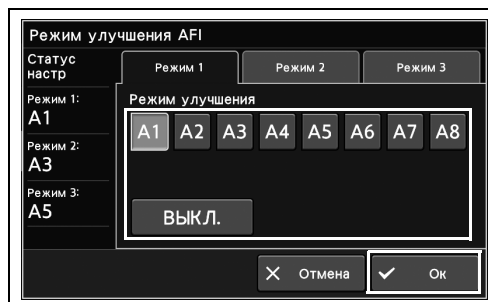 Режим улучшения AFI
Статус
настр
Режим 1:
A1
Режим 2:
A3
Режим 3:
A5
Режим 1 Режим 2 Режим 3
Режим улучшения
A1 A2 A3 A4 A5 A6 A7 A8
ВЫКЛ.
Отмена Ок